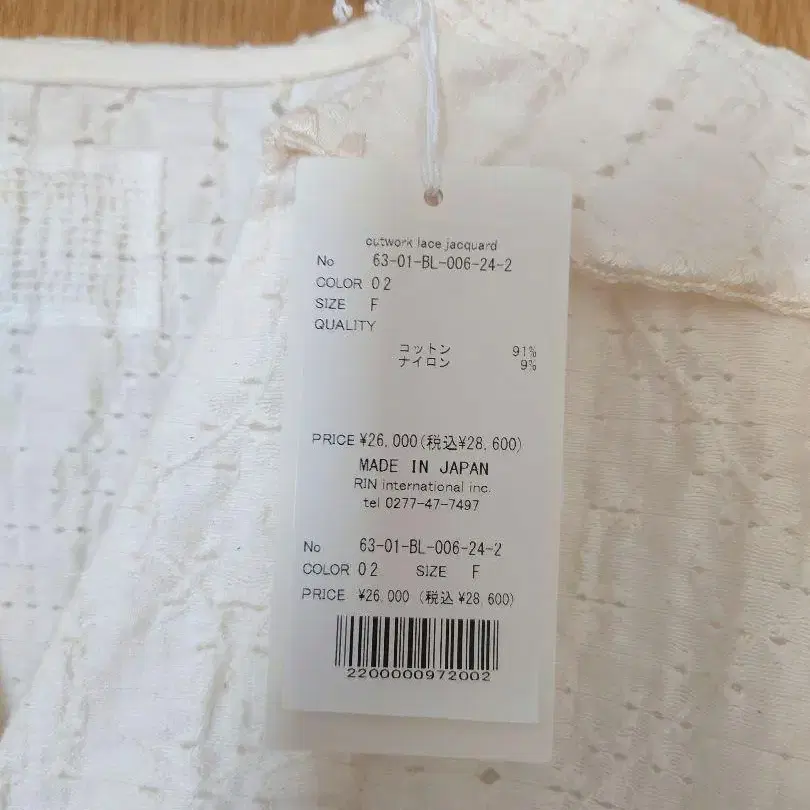 cutwork lace jacquard
No 63-01-BL-006-24-2
COLOR 02
SIZE F
QUALITY
コットン 91%
ナイロン 9%
PRICE ¥26,000(税込¥28,600)
MADE IN JAPAN
RIN international inc.
tel 0277-47-7497
No 63-01-BL-006-24-2
COLOR 02 SIZE F
PRICE ¥26,000 (税込¥28,600)
2200000972002